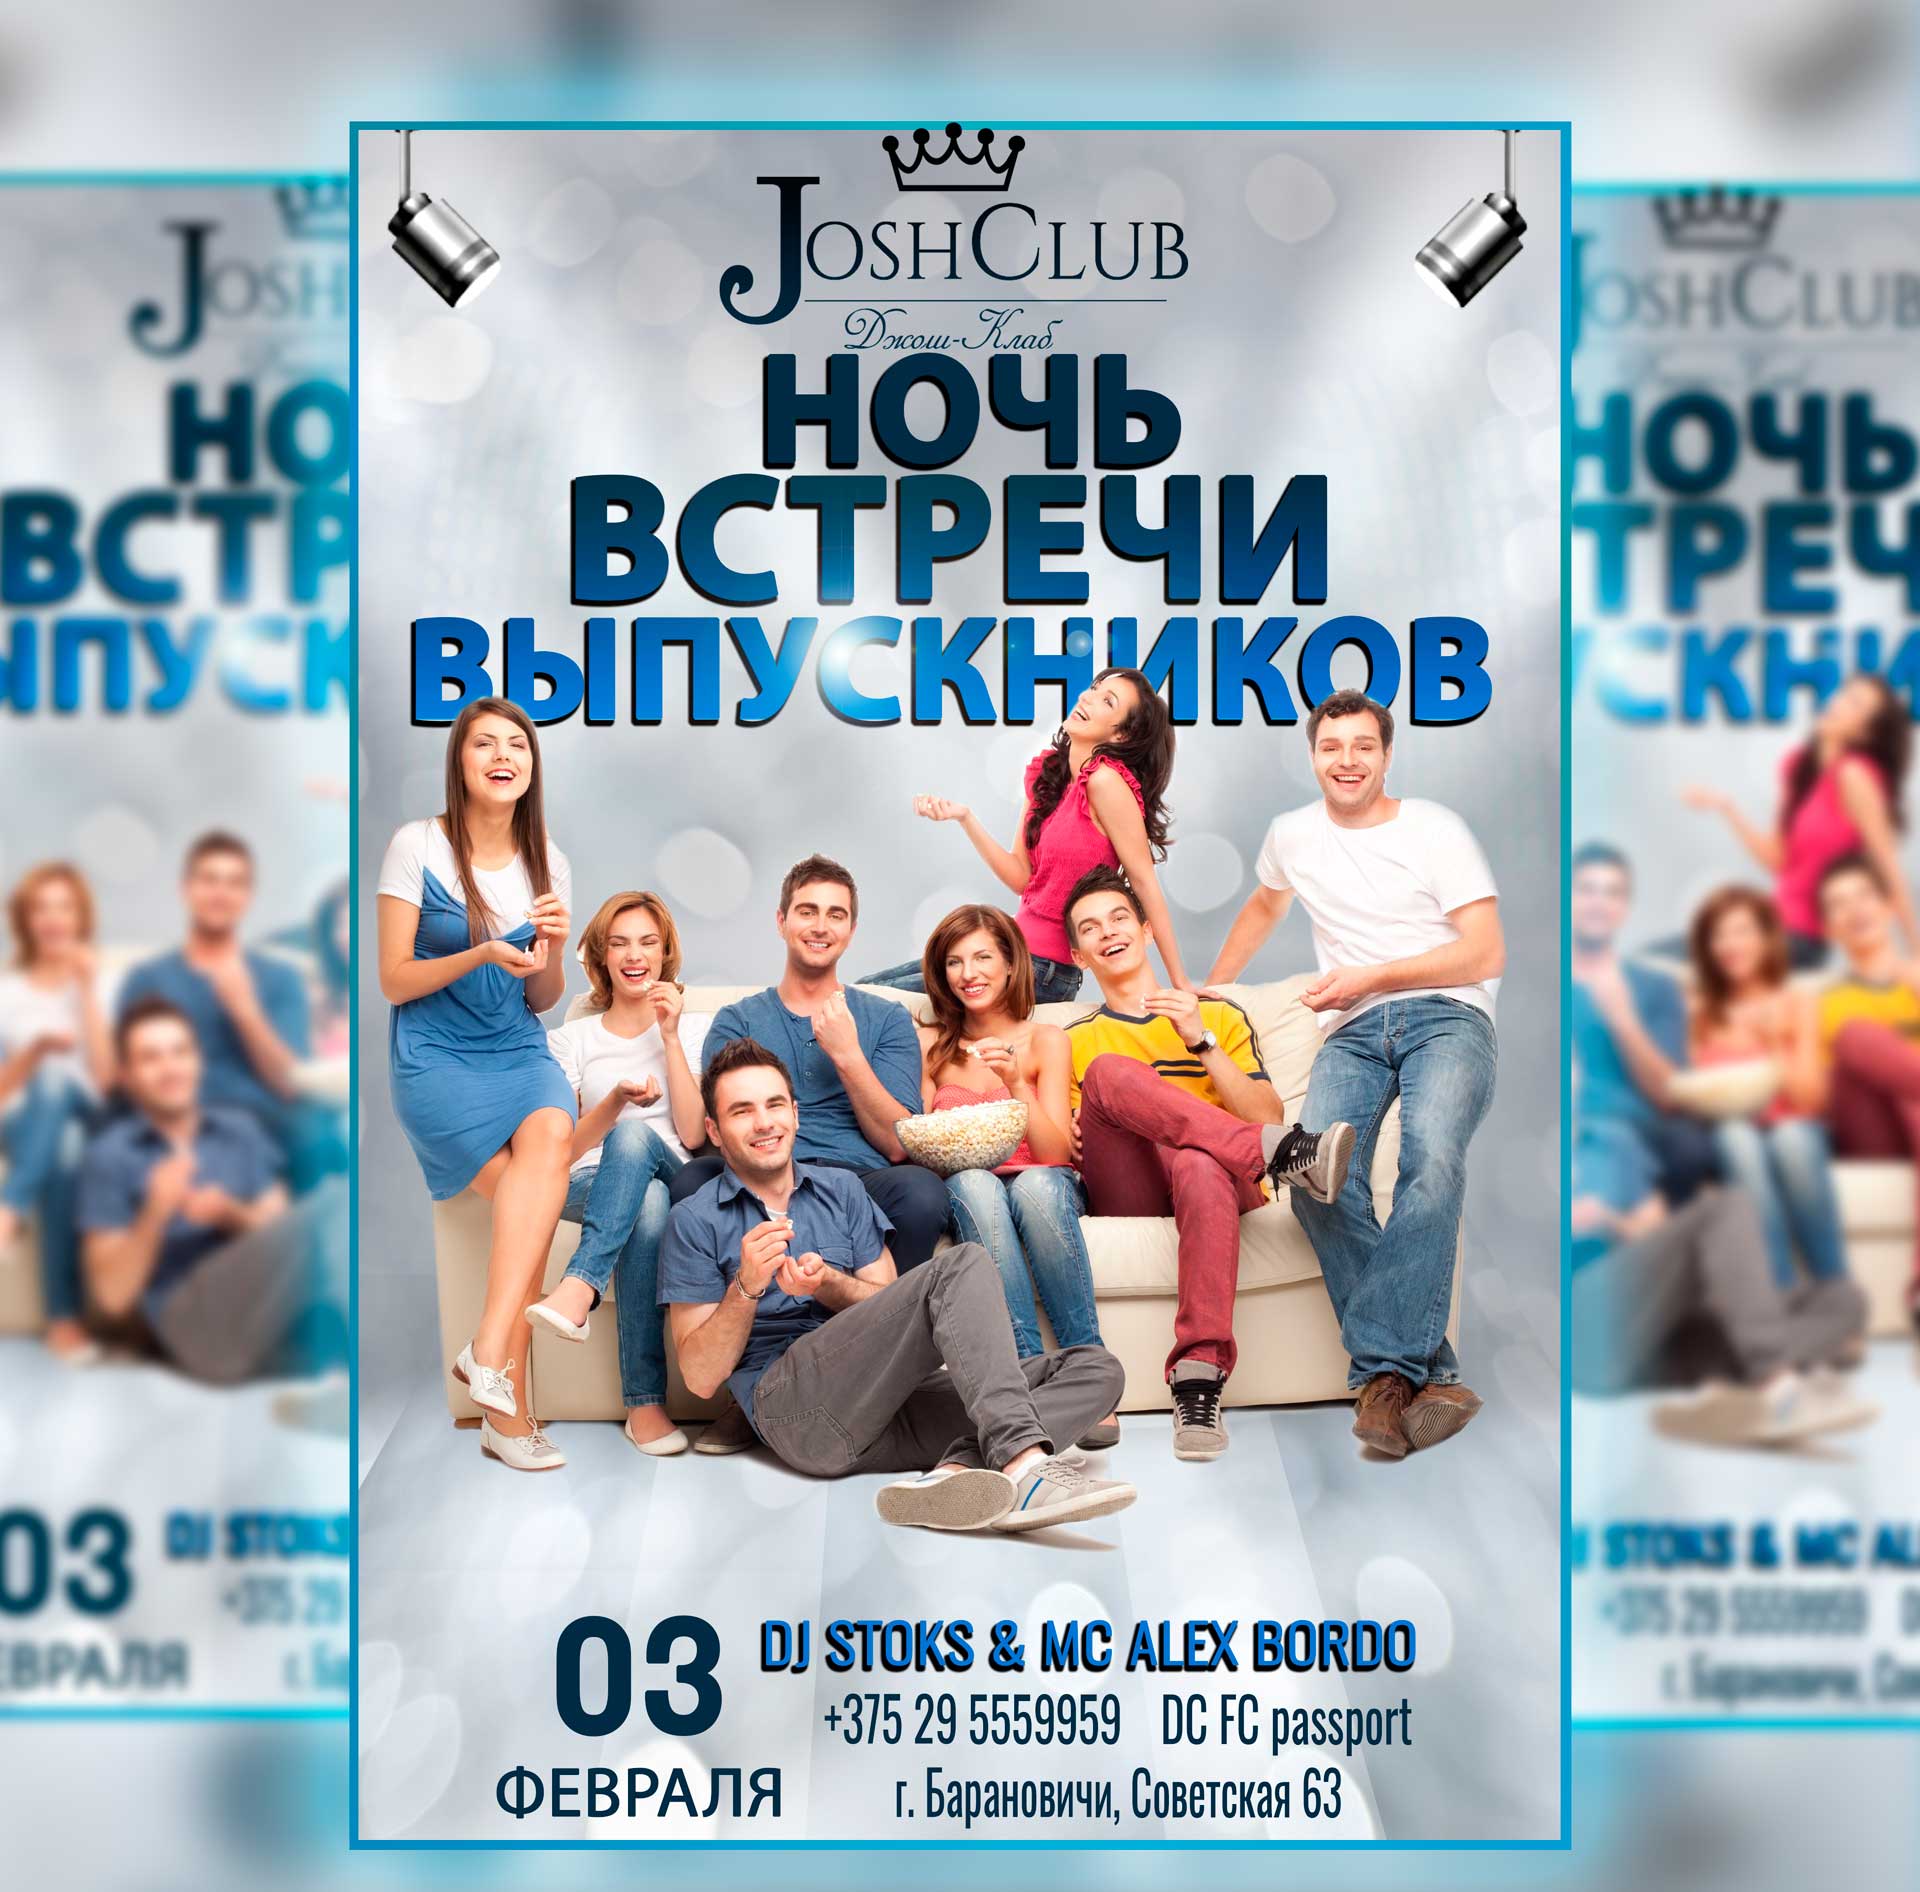 JOSHCLUB
Джош-Клаб
НОЧЬ
ВСТРЕЧИ
ВЫПУСКНИКОВ
03
ФЕВРАЛЯ
DJ STOKS & MC ALEX BORDO
+375 29 5559959 DC FC passport
г. Барановичи, Советская 63